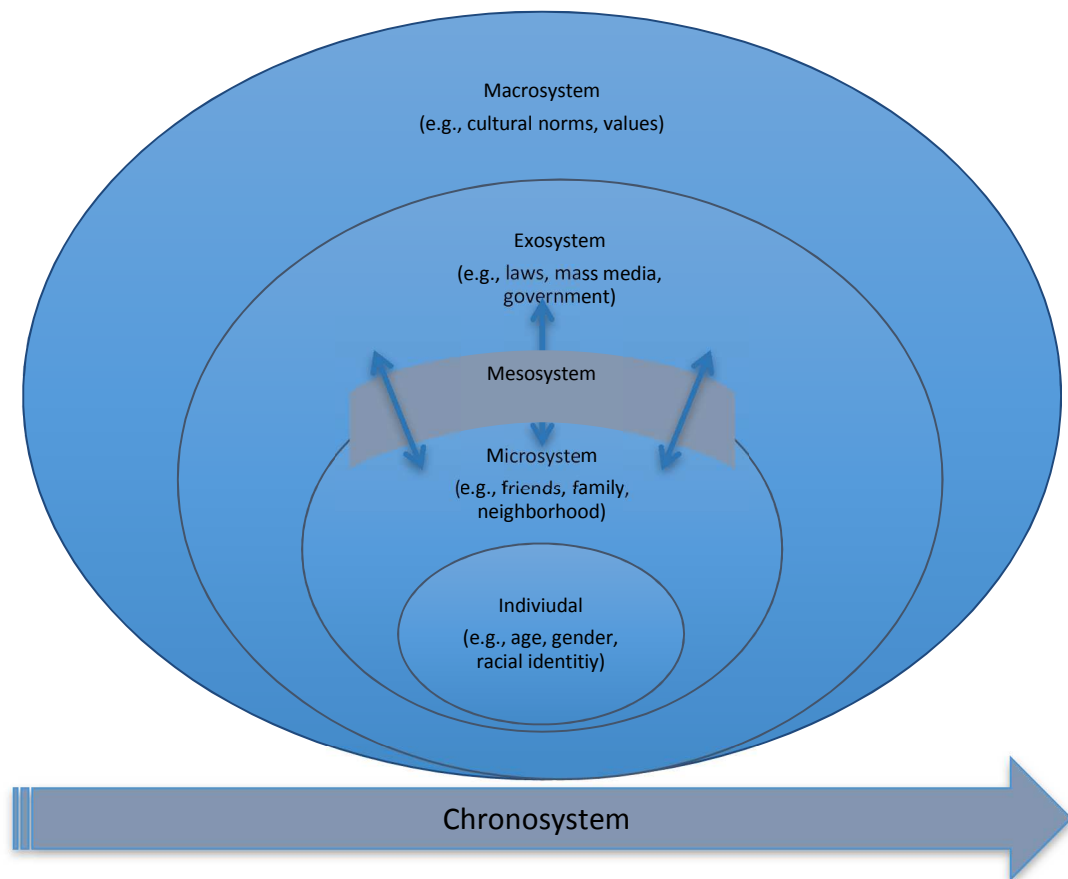 Macrosystem
(e.g., cultural norms, values)
Exosystem
(e.g., laws, mass media,
government)
Mesosystem
Microsystem
(e.g., friends, family,
neighborhood)
Indiviudal
(e.g., age, gender,
racial identitiy)
Chronosystem